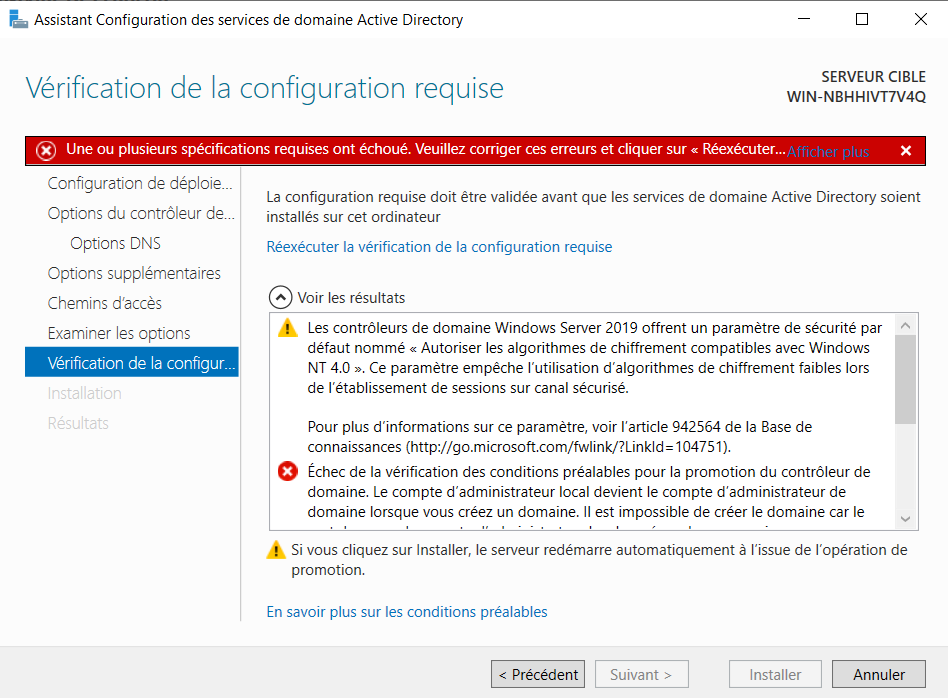 Assistant Configuration des services de domaine Active Directory
Vérification de la configuration requise
SERVEUR CIBLE
WIN-NBHHIVT7V4Q
Une ou plusieurs spécifications requises ont échoué. Veuillez corriger ces erreurs et cliquer sur « Réexécuter... Afficher plus
Configuration de déploie...
Options du contrôleur de...
Options DNS
Options supplémentaires
Chemins d’accès
Examiner les options
Vérification de la configur...
Installation
Résultats
La configuration requise doit être validée avant que les services de domaine Active Directory soient
installés sur cet ordinateur
Réexécuter la vérification de la configuration requise
Voir les résultats
Les contrôleurs de domaine Windows Server 2019 offrent un paramètre de sécurité par
défaut nommé « Autoriser les algorithmes de chiffrement compatibles avec Windows
NT 4.0 ». Ce paramètre empêche l’utilisation d’algorithmes de chiffrement faibles lors
de l’établissement de sessions sur canal sécurisé.
Pour plus d’informations sur ce paramètre, voir l’article 942564 de la Base de
connaissances (http://go.microsoft.com/fwlink/?LinkId=104751).
Échec de la vérification des conditions préalables pour la promotion du contrôleur de
domaine. Le compte d’administrateur local devient le compte d’administrateur de
domaine lorsque vous créez un domaine. Il est impossible de créer le domaine car le
Si vous cliquez sur Installer, le serveur redémarre automatiquement à l’issue de l’opération de
promotion.
En savoir plus sur les conditions préalables
< Précédent
Suivant >
Installer
Annuler